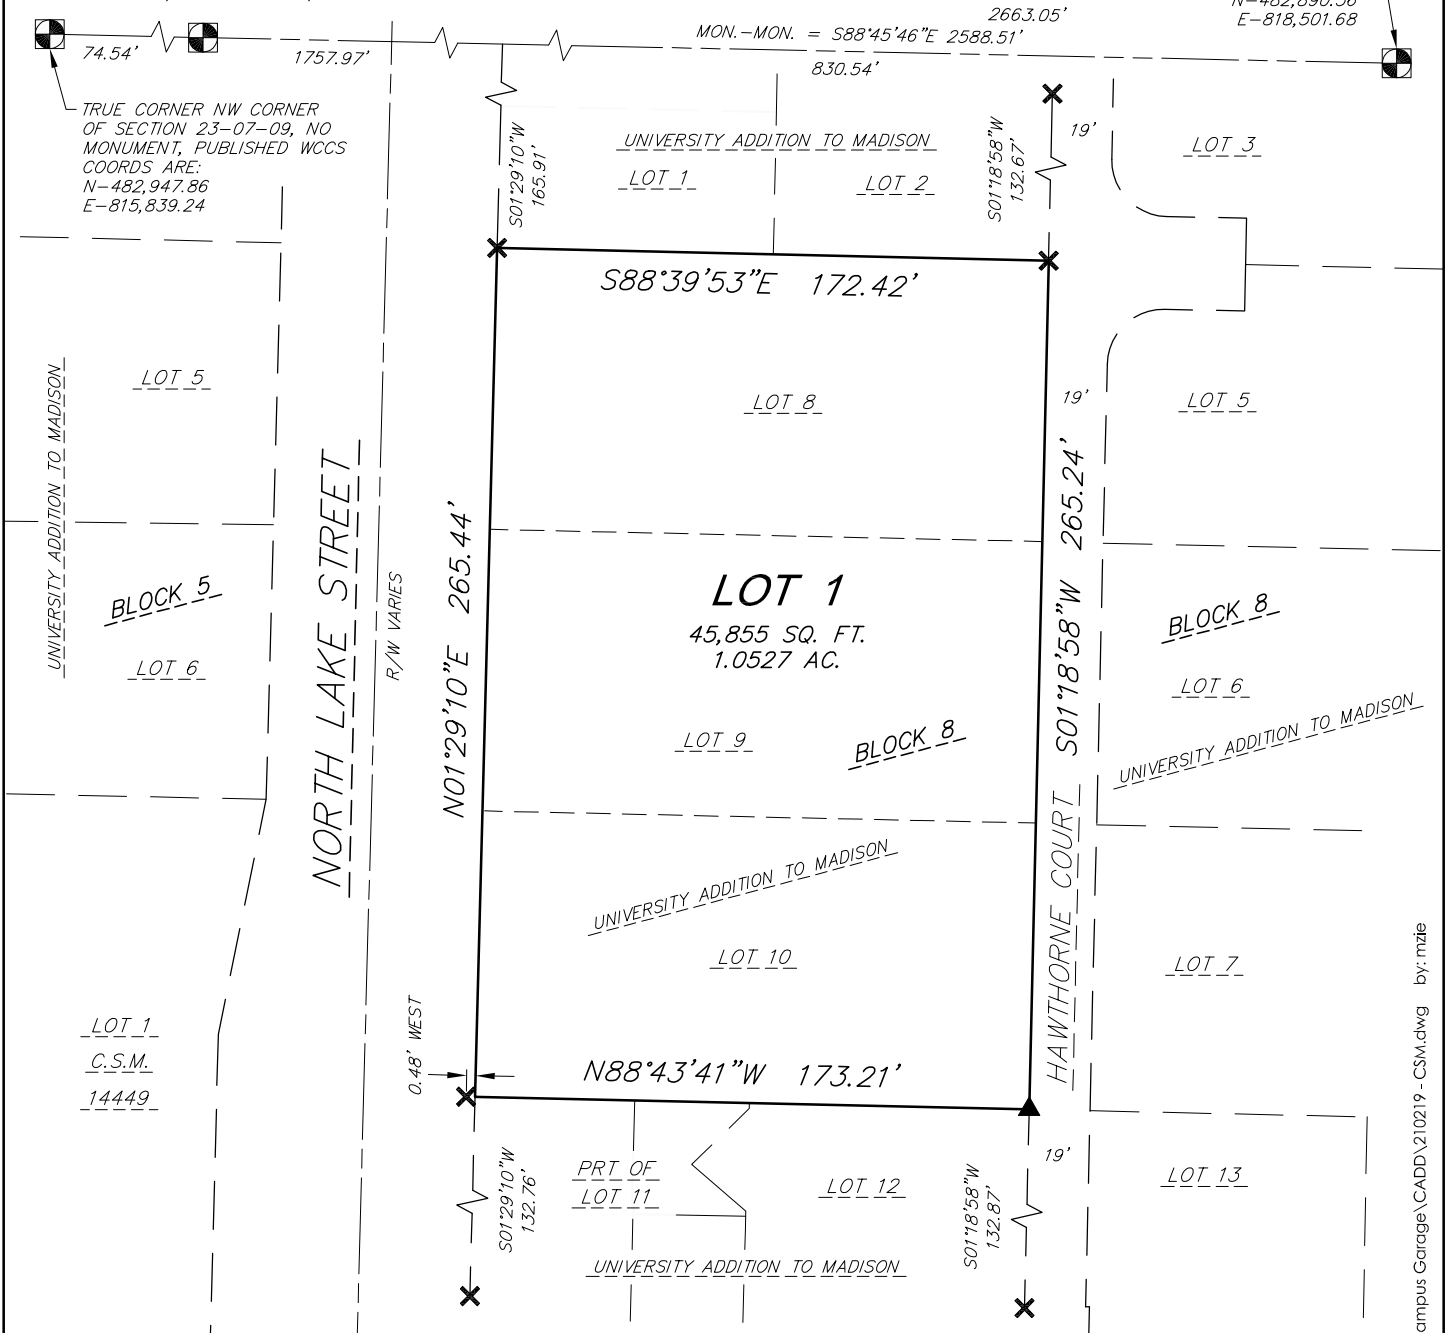 2663.05'
N-482,890.56
E-818,501.68
MON.-MON. = S88°45'46"E 2588.51'
74.54'
1757.97'
830.54'
TRUE CORNER NW CORNER
OF SECTION 23-07-09, NO
MONUMENT, PUBLISHED WCCS
COORDS ARE:
N-482,947.86
E-815,839.24
S01°29'10"W
165.91'
UNIVERSITY ADDITION TO MADISON
LOT 1
LOT 2
S01°18'58"W
132.67'
19'
LOT 3
S88°39'53"E 172.42'
UNIVERSITY ADDITION TO MADISON
LOT 5
LOT 8
19'
LOT 5
NORTH LAKE STREET
R/W VARIES
N01°29'10"E 265.44'
S01°18'58"W 265.24'
LOT 1
45,855 SQ. FT.
1.0527 AC.
BLOCK 5
LOT 6
BLOCK 8
LOT 6
UNIVERSITY ADDITION TO MADISON
LOT 9
BLOCK 8
UNIVERSITY ADDITION TO MADISON
LOT 10
HAWTHORNE COURT
LOT 7
LOT 1
C.S.M.
14449
0.48' WEST
N88°43'41"W 173.21'
S01°29'10"W
132.76'
PRT OF
LOT 11
LOT 12
S01°18'58"W
132.87'
19'
LOT 13
UNIVERSITY ADDITION TO MADISON
ampus Garage\CADD\210219 - CSM.dwg by: mzie